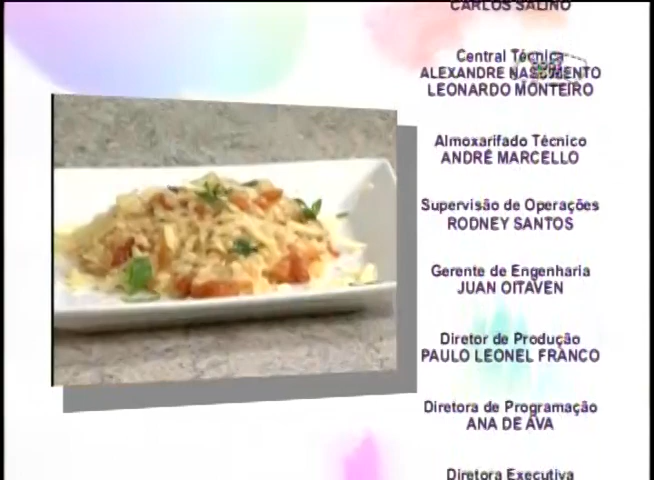 CARLOS SALINO
Central Técnica
ALEXANDRE NASCIMENTO
LEONARDO MONTEIRO
Almoxarifado Técnico
ANDRÉ MARCELLO
Supervisão de Operações
RODNEY SANTOS
Gerente de Engenharia
JUAN OITAVEN
Diretor de Produção
PAULO LEONEL FRANCO
Diretora de Programação
ANA DE ÁVA
Diretora Executiva